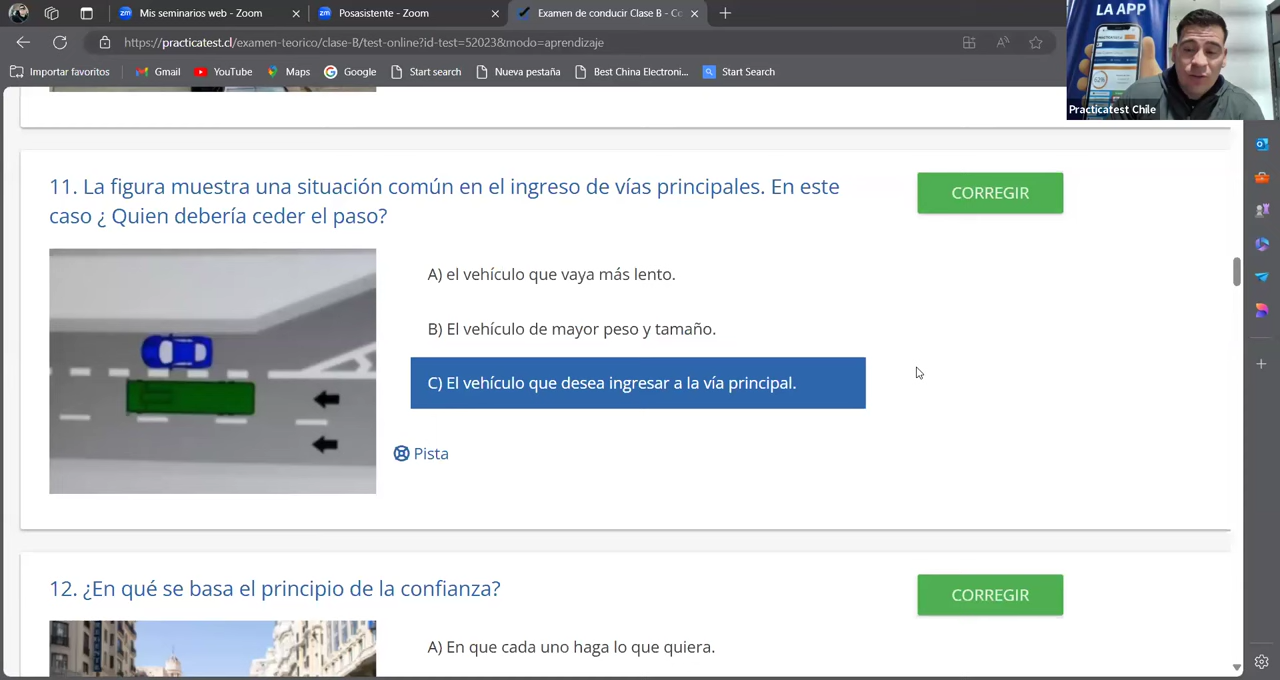 Mis seminarios web - Zoom
Posasistente - Zoom
Examen de conducir Clase B - Co
https://practicatest.cl/examen-teorico/clase-B/test-online?id-test=52023&modo=aprendizaje
Importar favoritos
Gmail
YouTube
Maps
Google
Start search
Nueva pestaña
Best China Electroni...
Start Search
LA APP
Practicatest Chile
11. La figura muestra una situación común en el ingreso de vías principales. En este
caso ¿ Quien debería ceder el paso?
CORREGIR
A) el vehículo que vaya más lento.
B) El vehículo de mayor peso y tamaño.
C) El vehículo que desea ingresar a la vía principal.
Pista
12. ¿En qué se basa el principio de la confianza?
CORREGIR
A) En que cada uno haga lo que quiera.